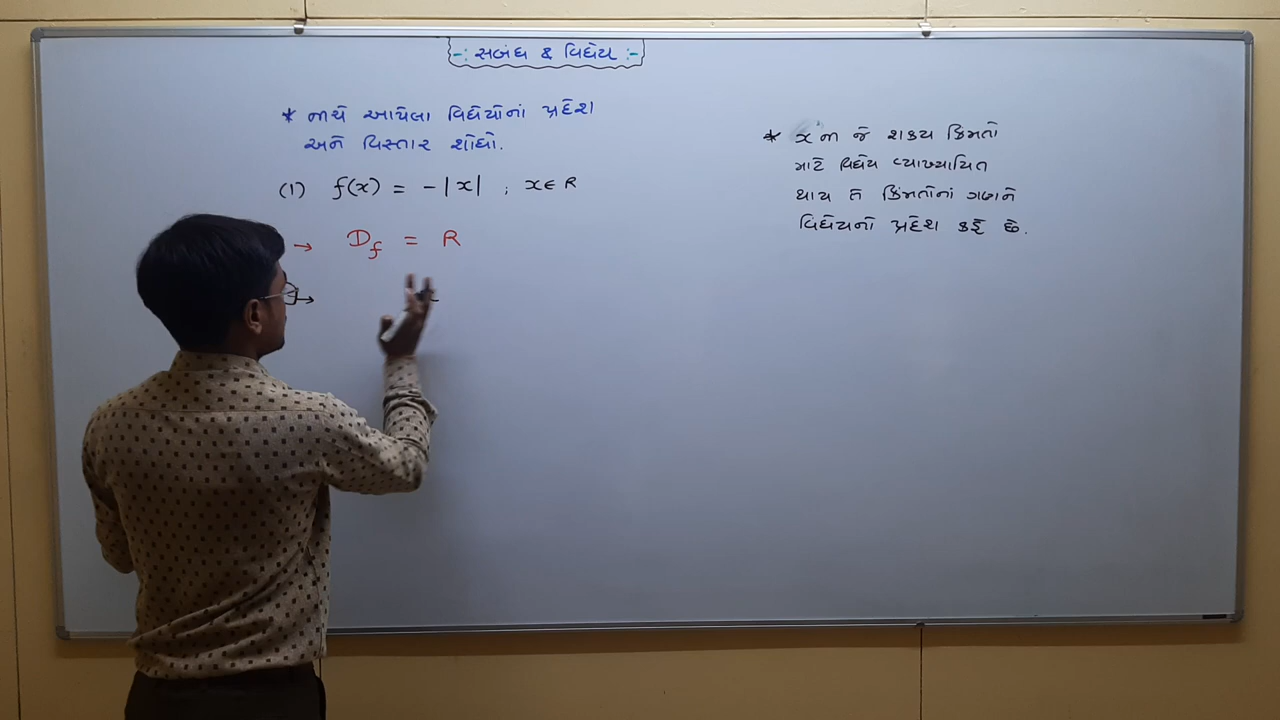 -: સબંધ & વિધેય :-
* નીચે આપેલા વિધેયોનાં પ્રદેશ
અને વિસ્તાર શોધો.
(1) f(x) = -|x| ; x ∈ R
→ D_f = R
→
* x ની જે શક્ય કિંમતો
માટે વિધેય વ્યાખ્યાયિત
થાય તે કિંમતોનાં ગણને
વિધેયનો પ્રદેશ કહે છે.